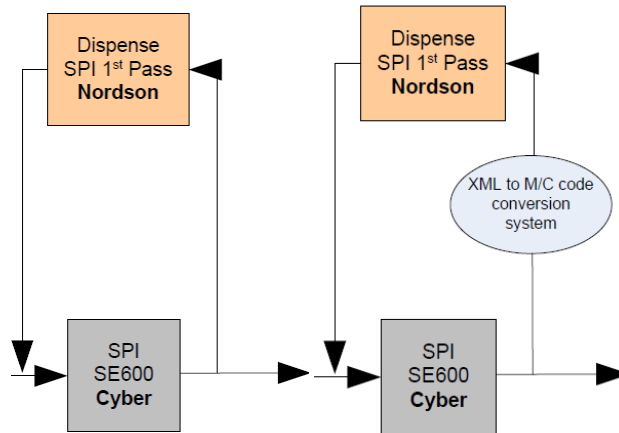 Dispense
SPI 1st Pass
Nordson
Dispense
SPI 1st Pass
Nordson
XML to M/C code
conversion
system
SPI
SE600
Cyber
SPI
SE600
Cyber